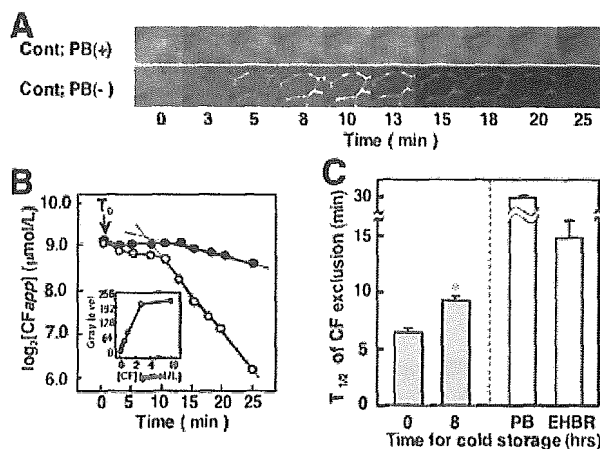 A
Cont; PB(+)
Cont; PB(-)
0 3 5 8 10 13 15 18 20 25
Time ( min )
B
10.0
9.0
8.0
7.0
6.0
log₂[CFapp] (μmol/L)
T₀
256
192
128
64
0
Gray level
0 2 4 8
[CF] (μmol/L)
0 5 10 15 20 25
Time ( min )
C
30
15
10
5
0
T 1/2 of CF exclusion (min)
*
0 8 PB EHBR
Time for cold storage (hrs)